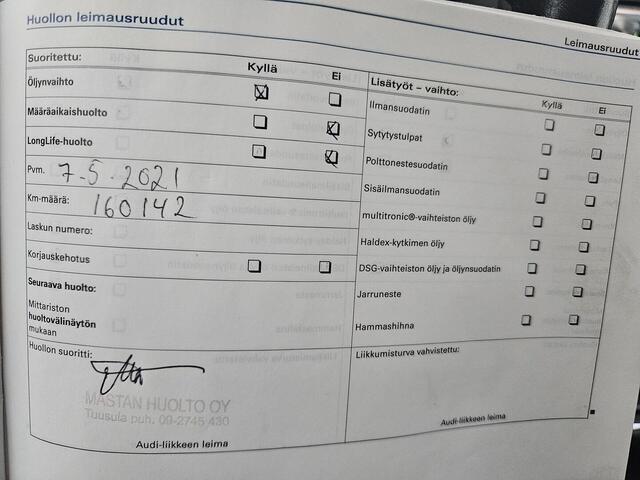 Huollon leimausruudut
Leimausruudut
Suoritettu:
Kyllä
Ei
Öljynvaihto
Määräaikaishuolto
LongLife-huolto
Pvm. 7-5-2021
Km-määrä: 160142
Laskun numero:
Korjauskehotus
Seuraava huolto:
Mittariston
huoltovälinäytön
mukaan
Huollon suoritti:
MASTAN HUOLTO OY
Tuusula puh. 09-2745 430
Audi-liikkeen leima
Lisätyöt – vaihto:
Kyllä
Ei
Ilmansuodatin
Sytytystulpat
Polttonestesuodatin
Sisäilmansuodatin
multitronic®-vaihteiston öljy
Haldex-kytkimen öljy
DSG-vaihteiston öljy ja öljynsuodatin
Jarruneste
Hammashihna
Liikkumisturva vahvistettu:
Audi-liikkeen leima